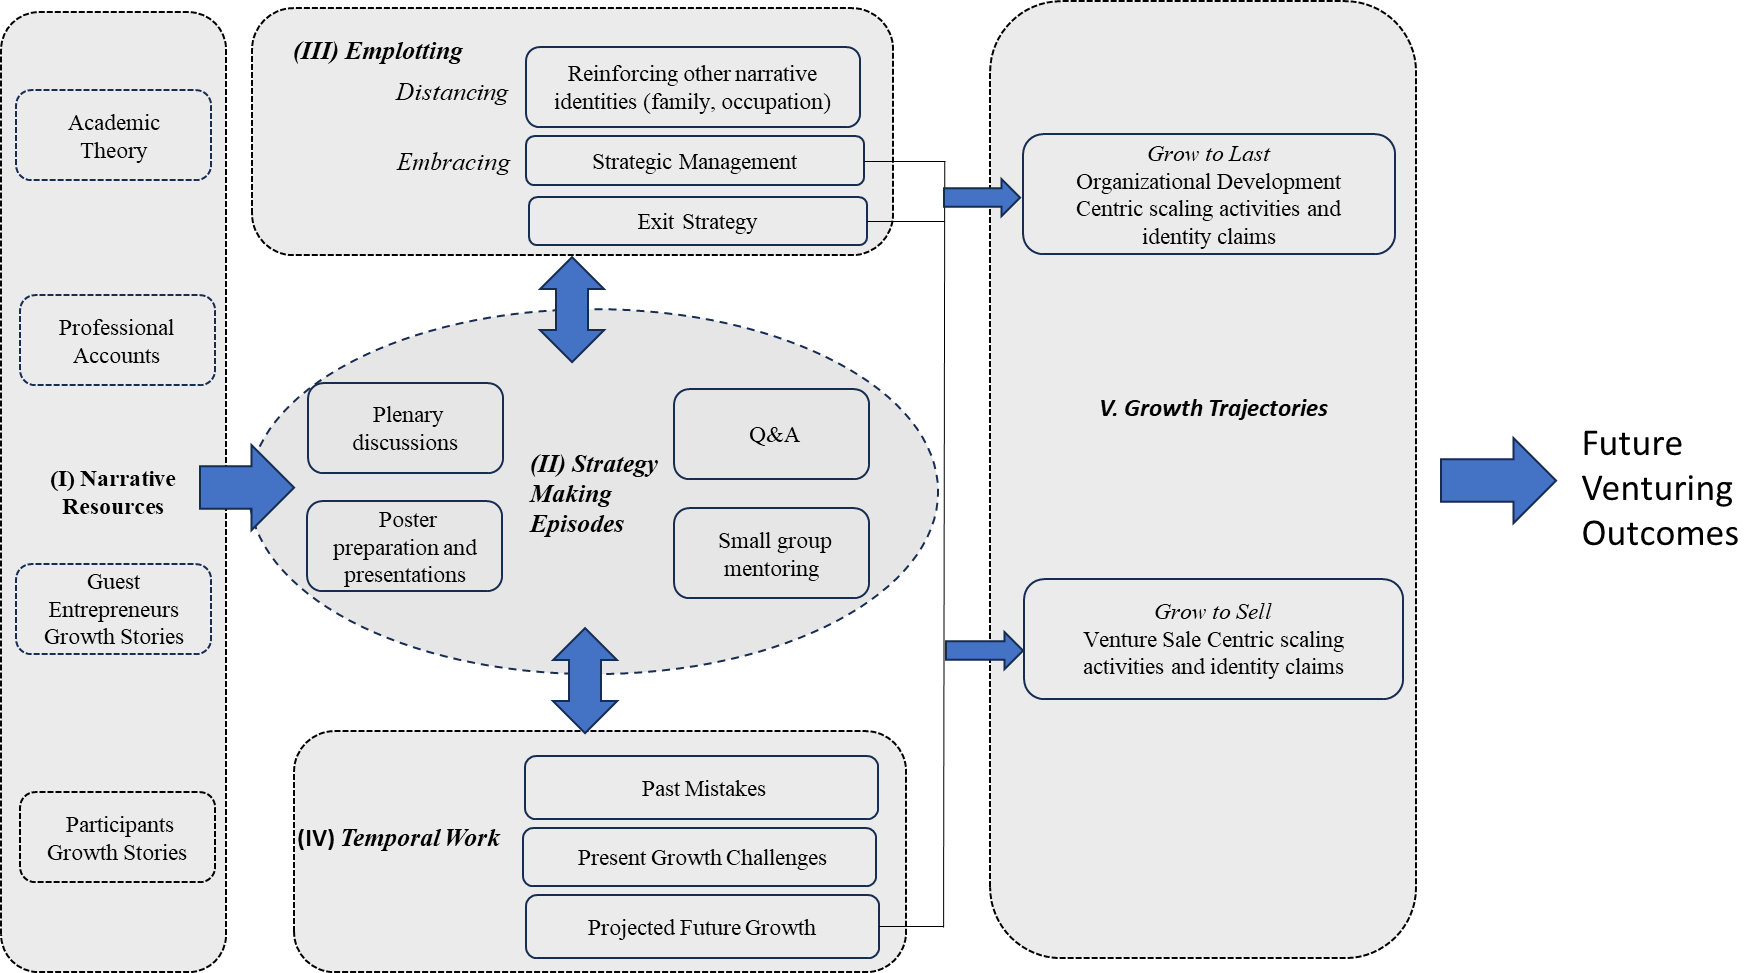 Academic
Theory
Professional
Accounts
(I) Narrative
Resources
Guest
Entrepreneurs
Growth Stories
Participants
Growth Stories
(III) Emplotting
Distancing
Reinforcing other narrative
identities (family, occupation)
Embracing
Strategic Management
Exit Strategy
Plenary
discussions
Poster
preparation and
presentations
(II) Strategy
Making
Episodes
Q&A
Small group
mentoring
(IV) Temporal Work
Past Mistakes
Present Growth Challenges
Projected Future Growth
Grow to Last
Organizational Development
Centric scaling activities and
identity claims
V. Growth Trajectories
Grow to Sell
Venture Sale Centric scaling
activities and identity claims
Future
Venturing
Outcomes